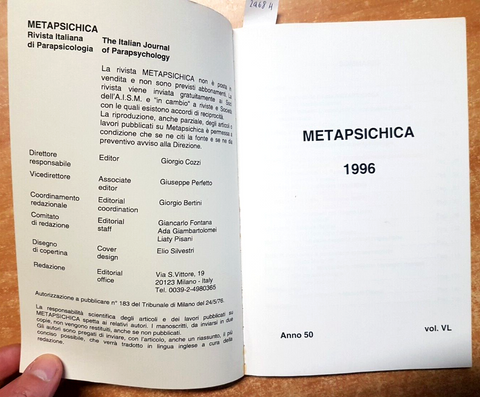 2468 H
METAPSICHICA
Rivista Italiana
di Parapsicologia
The Italian Journal
of Parapsychology
La rivista METAPSICHICA non è posta in
vendita e non sono previsti abbonamenti. La
rivista viene inviata gratuitamente ai Soci
dell'A.I.S.M. e "in cambio" a riviste e Società
con le quali esistono accordi di reciprocità.
La riproduzione, anche parziale, degli articoli o
lavori pubblicati su Metapsichica è permessa a
condizione che se ne citi la fonte e se ne dia
preventivo avviso alla Direzione.
Direttore
responsabile
Editor
Giorgio Cozzi
Vicedirettore
Associate
editor
Giuseppe Perfetto
Coordinamento
redazionale
Editorial
coordination
Giorgio Bertini
Comitato
di redazione
Editorial
staff
Giancarlo Fontana
Ada Giambartolomei
Liaty Pisani
Disegno
di copertina
Cover
design
Elio Silvestri
Redazione
Editorial
office
Via S.Vittore, 19
20123 Milano - Italy
Tel. 0039-2-4980365
Autorizzazione a pubblicare n° 183 del Tribunale di Milano del 24/5/76.
La responsabilità scientifica degli articoli e dei lavori pubblicati su
METAPSICHICA spetta ai relativi autori. I manoscritti, da inviarsi in due
copie, non vengono restituiti, anche se non pubblicati.
Gli autori sono pregati di inviare, con l'articolo, anche un riassunto, il più
conciso possibile, che verrà tradotto in lingua inglese a cura della
redazione.
METAPSICHICA
1996
Anno 50
vol. VL